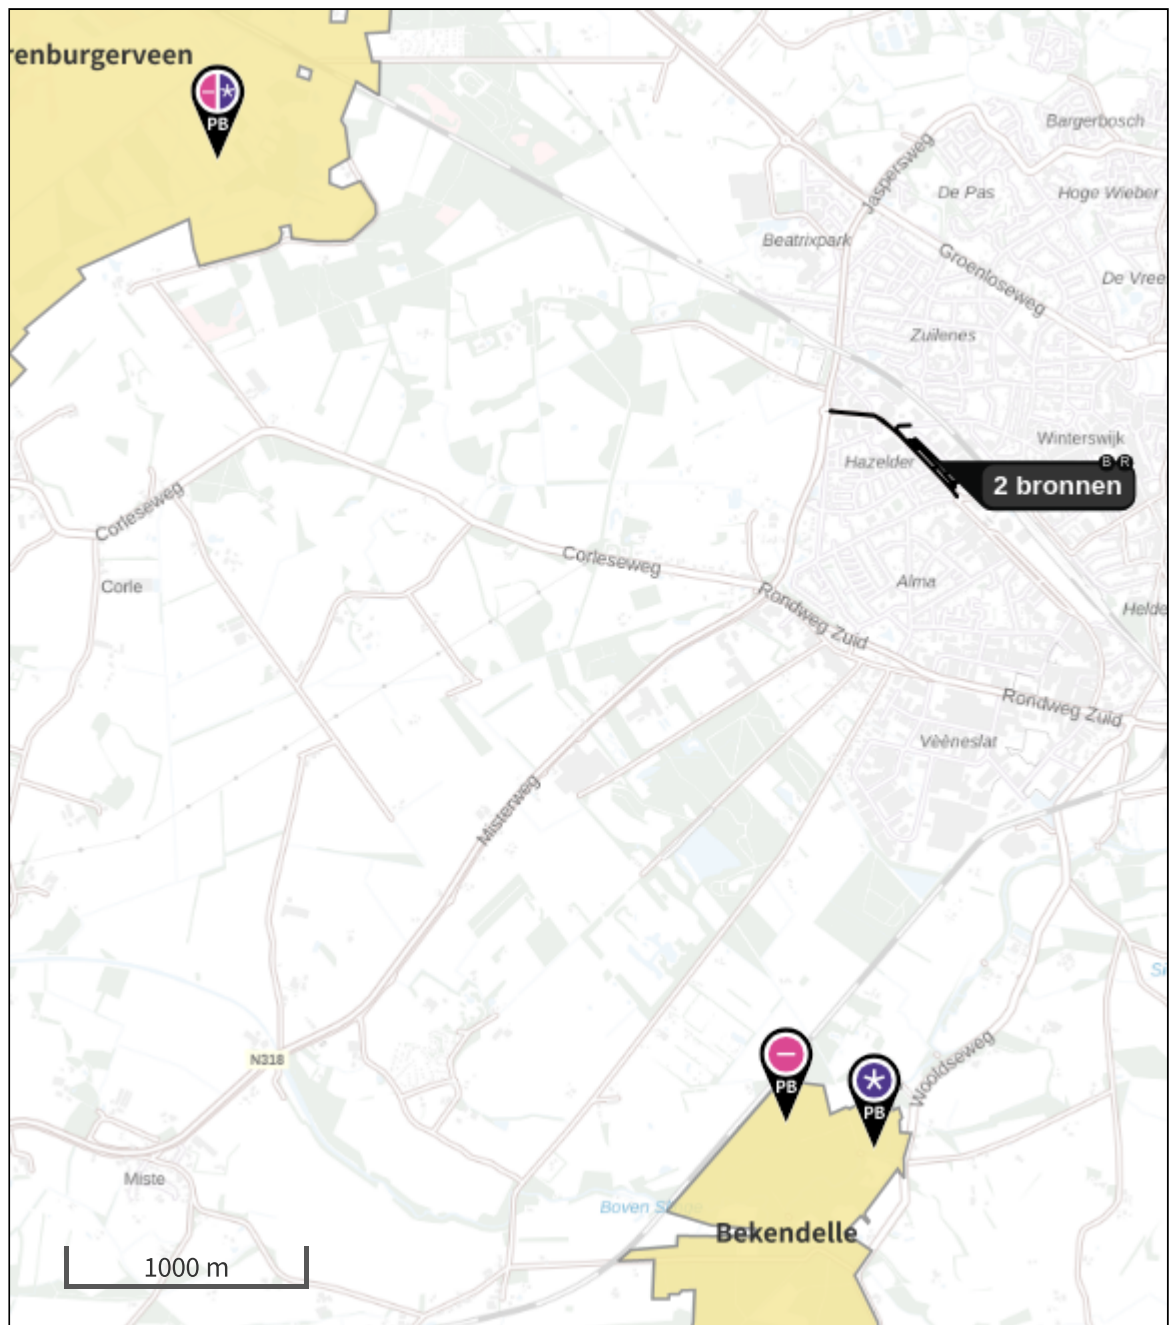 renburgerveen
PB
Bargerbosch
Jaspersweg
De Pas
Hoge Wieber
Beatrixpark
Groenloseweg
De Vree
Zuilenes
Winterswijk
Hazelder
B R
2 bronnen
Corleseweg
Corleseweg
Corle
Alma
Rondweg Zuid
Helde
Rondweg Zuid
Vèèneslat
Misterweg
N318
PB
PB
Wooldseweg
Miste
Boven
Bekendelle
1000 m